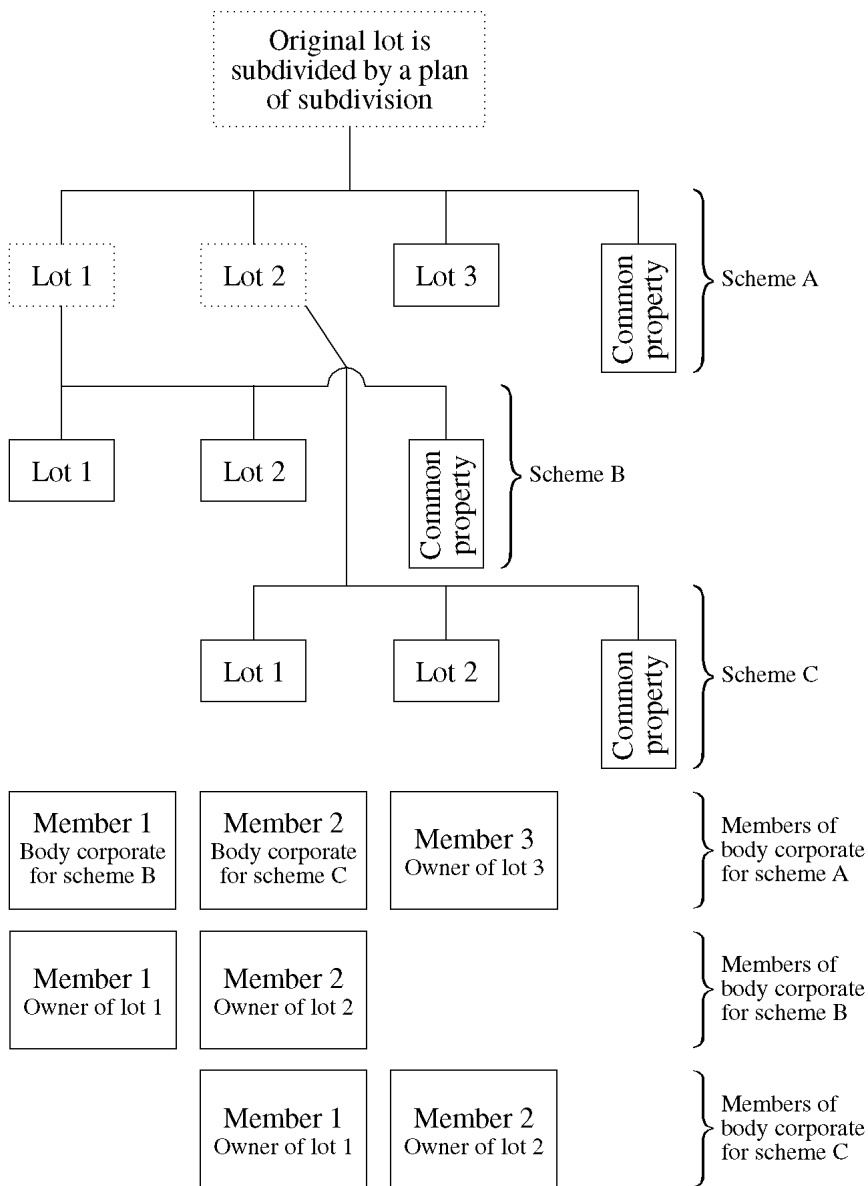 Original lot is
subdivided by a plan
of subdivision
Lot 1
Lot 2
Lot 3
Common
property
Scheme A
Lot 1
Lot 2
Common
property
Scheme B
Lot 1
Lot 2
Common
property
Scheme C
Member 1
Body corporate
for scheme B
Member 2
Body corporate
for scheme C
Member 3
Owner of lot 3
Members of
body corporate
for scheme A
Member 1
Owner of lot 1
Member 2
Owner of lot 2
Members of
body corporate
for scheme B
Member 1
Owner of lot 1
Member 2
Owner of lot 2
Members of
body corporate
for scheme C